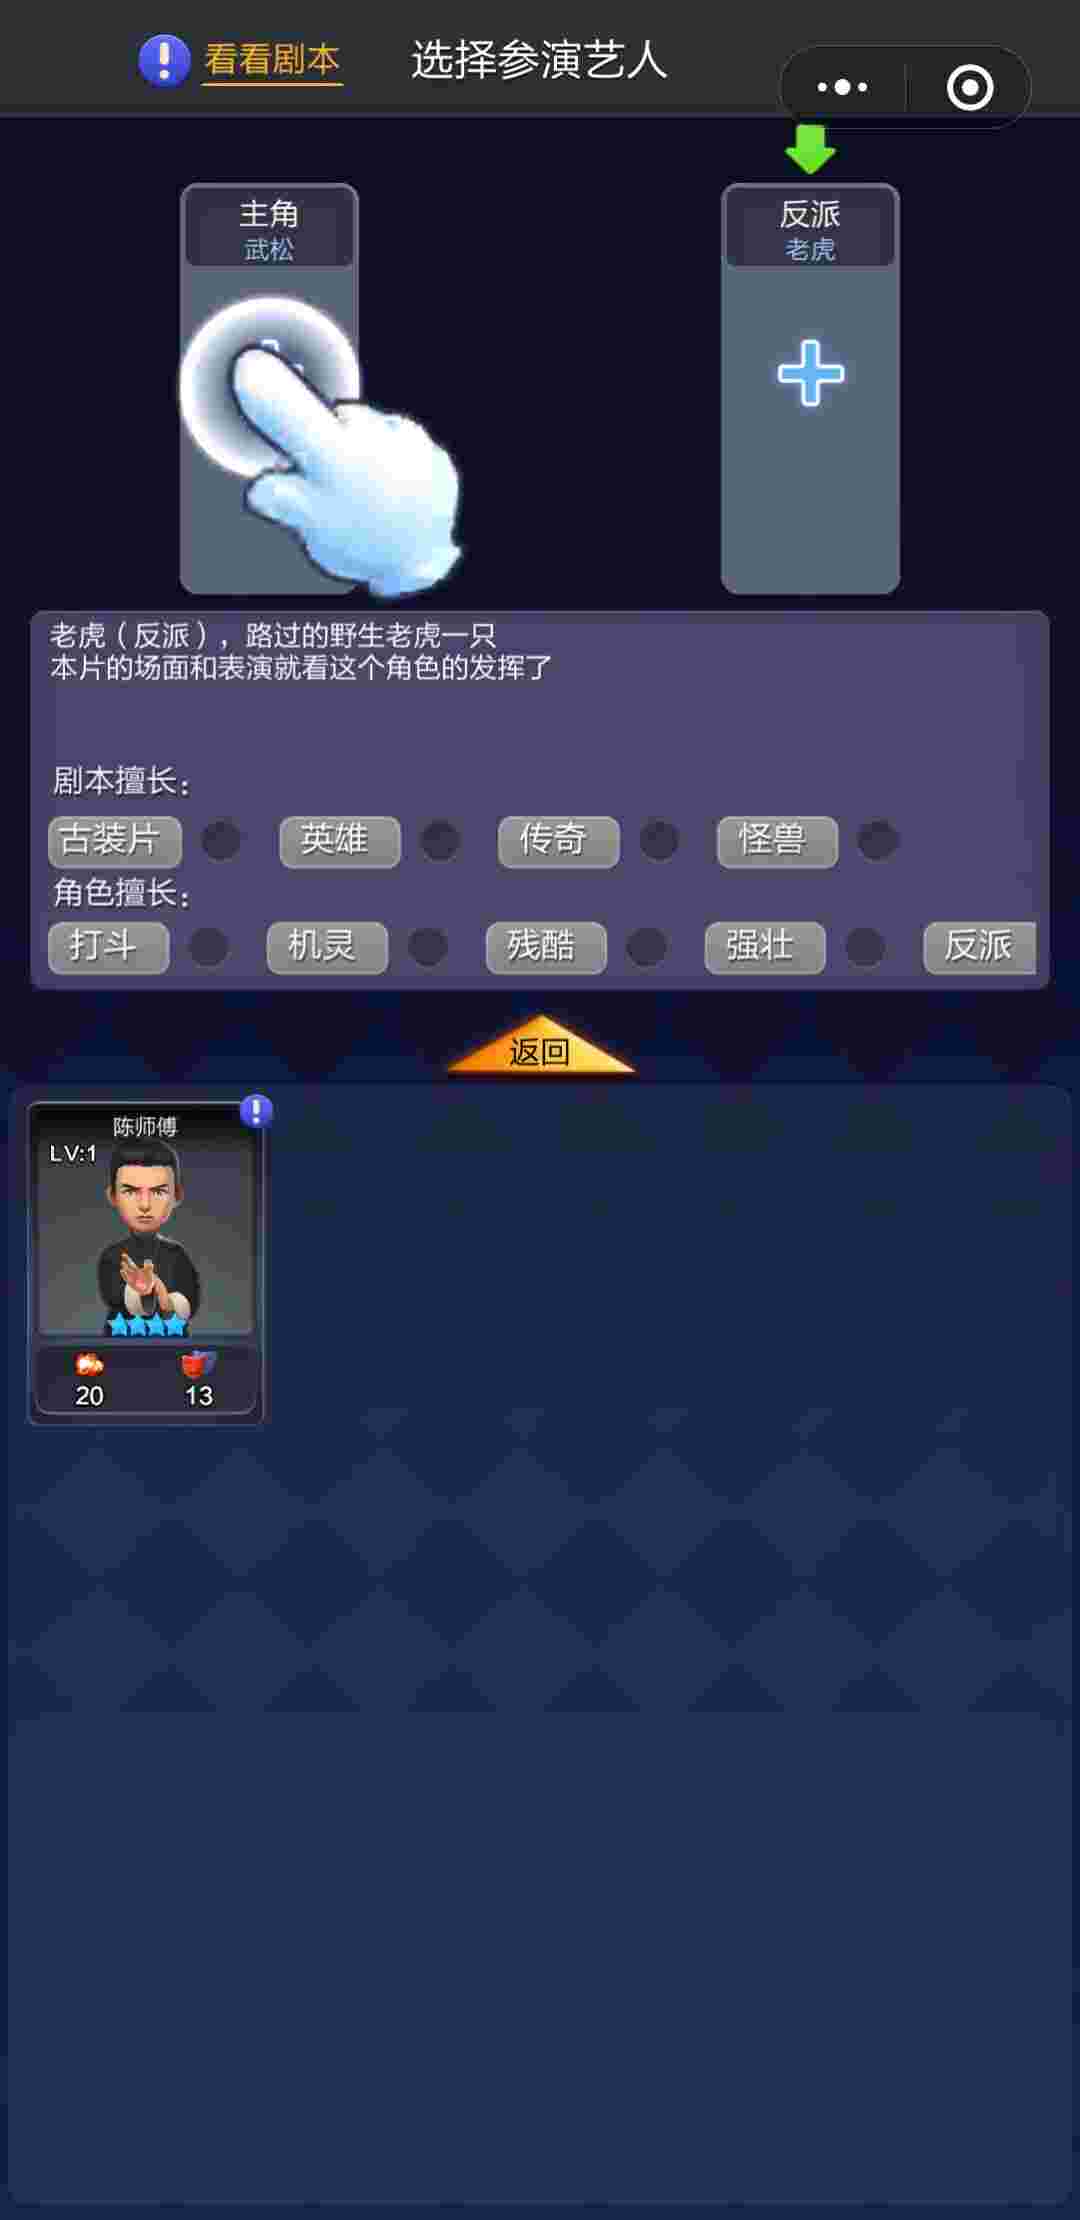 看看剧本
选择参演艺人
主角
武松
反派
老虎
老虎（反派），路过的野生老虎一只
本片的场面和表演就看这个角色的发挥了
剧本擅长：
古装片 英雄 传奇 怪兽
角色擅长：
打斗 机灵 残酷 强壮 反派
返回
陈师傅
LV:1
20 13